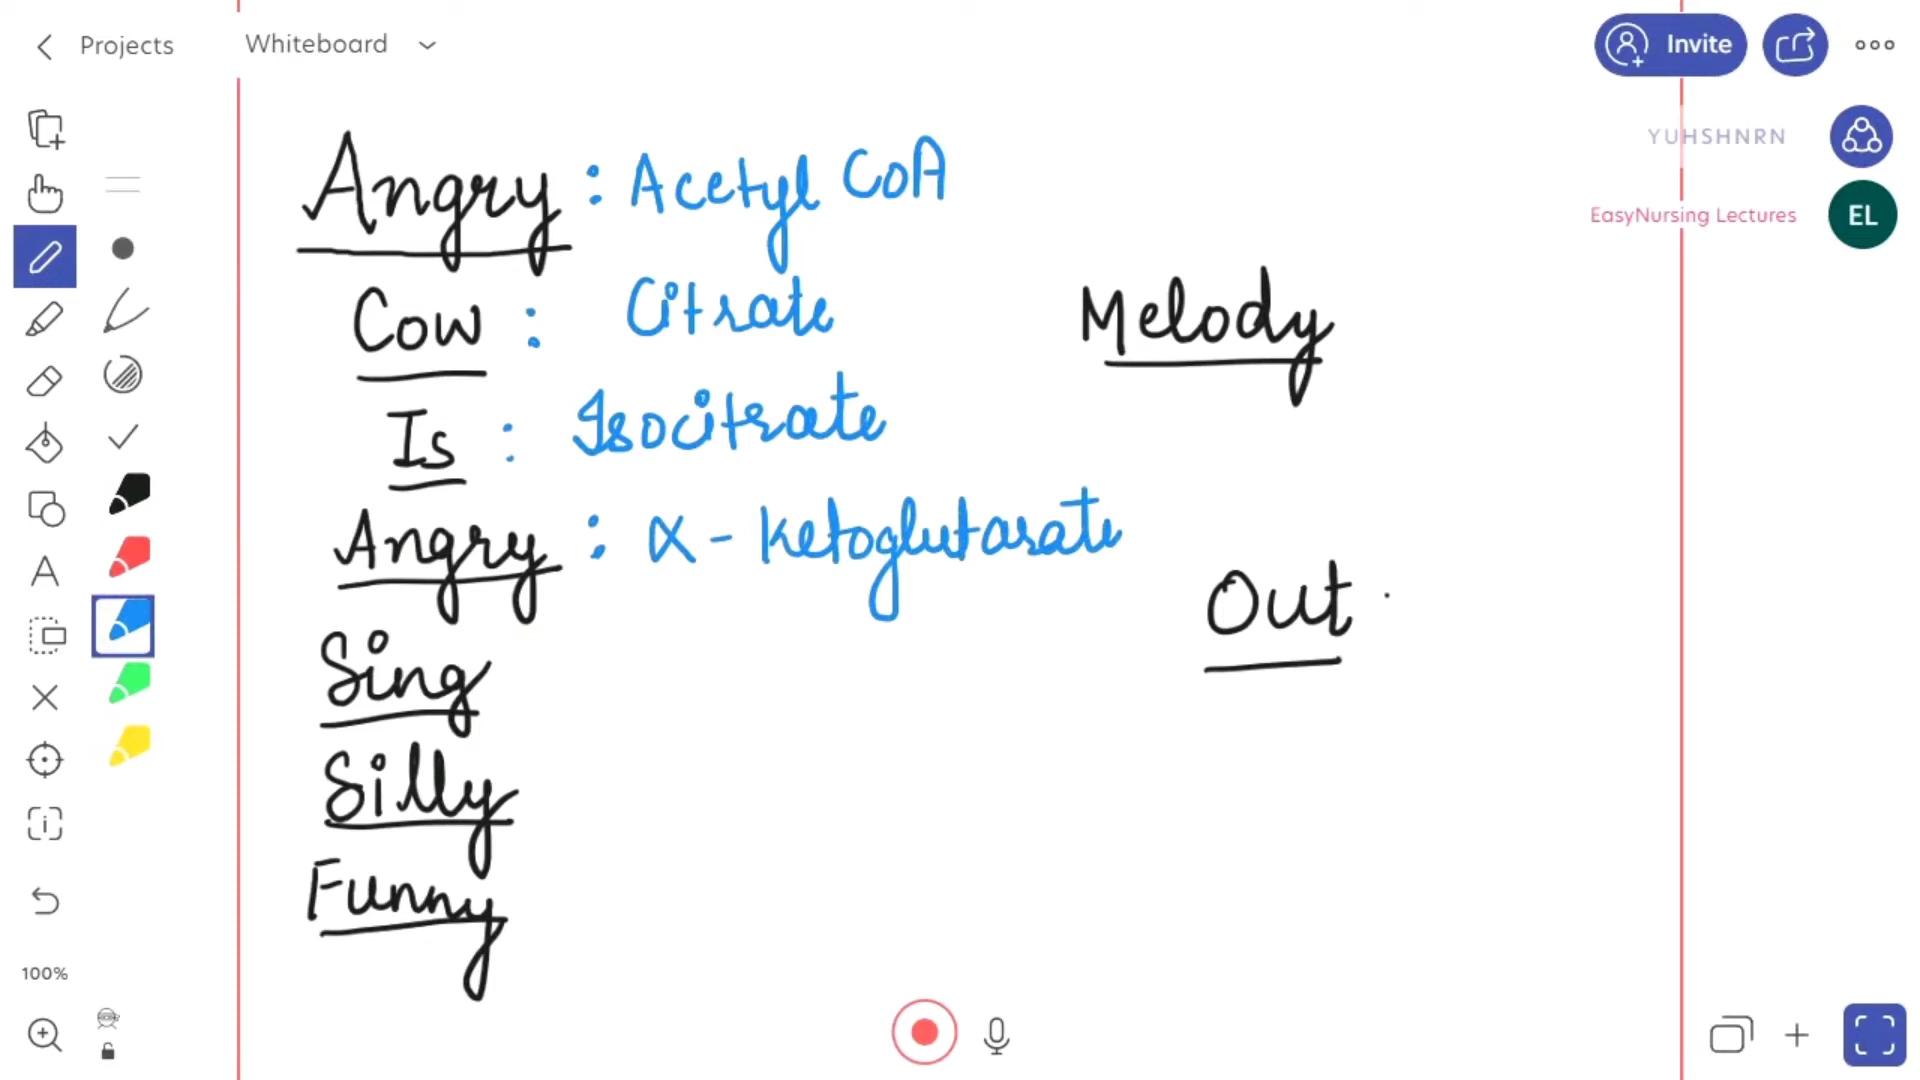 Projects
Whiteboard
Invite
YUHSHNRN
EasyNursing Lectures
EL
Angry : Acetyl CoA
Cow : Citrate
Melody
Is : Isocitrate
Angry : α - Ketoglutarate
Out
Sing
Silly
Funny
A
100%